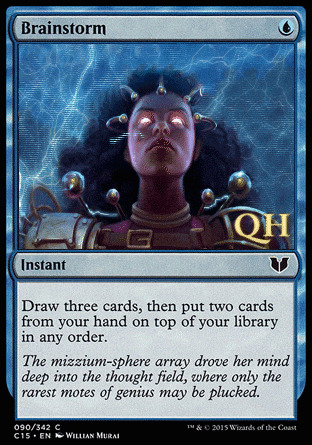 Brainstorm
QH
Instant
Draw three cards, then put two cards
from your hand on top of your library
in any order.
The mizzium-sphere array drove her mind
deep into the thought field, where only the
rarest motes of genius may be plucked.
090/342 C
C15 • EN WILLIAN MURAI
™ & © 2015 Wizards of the Coast